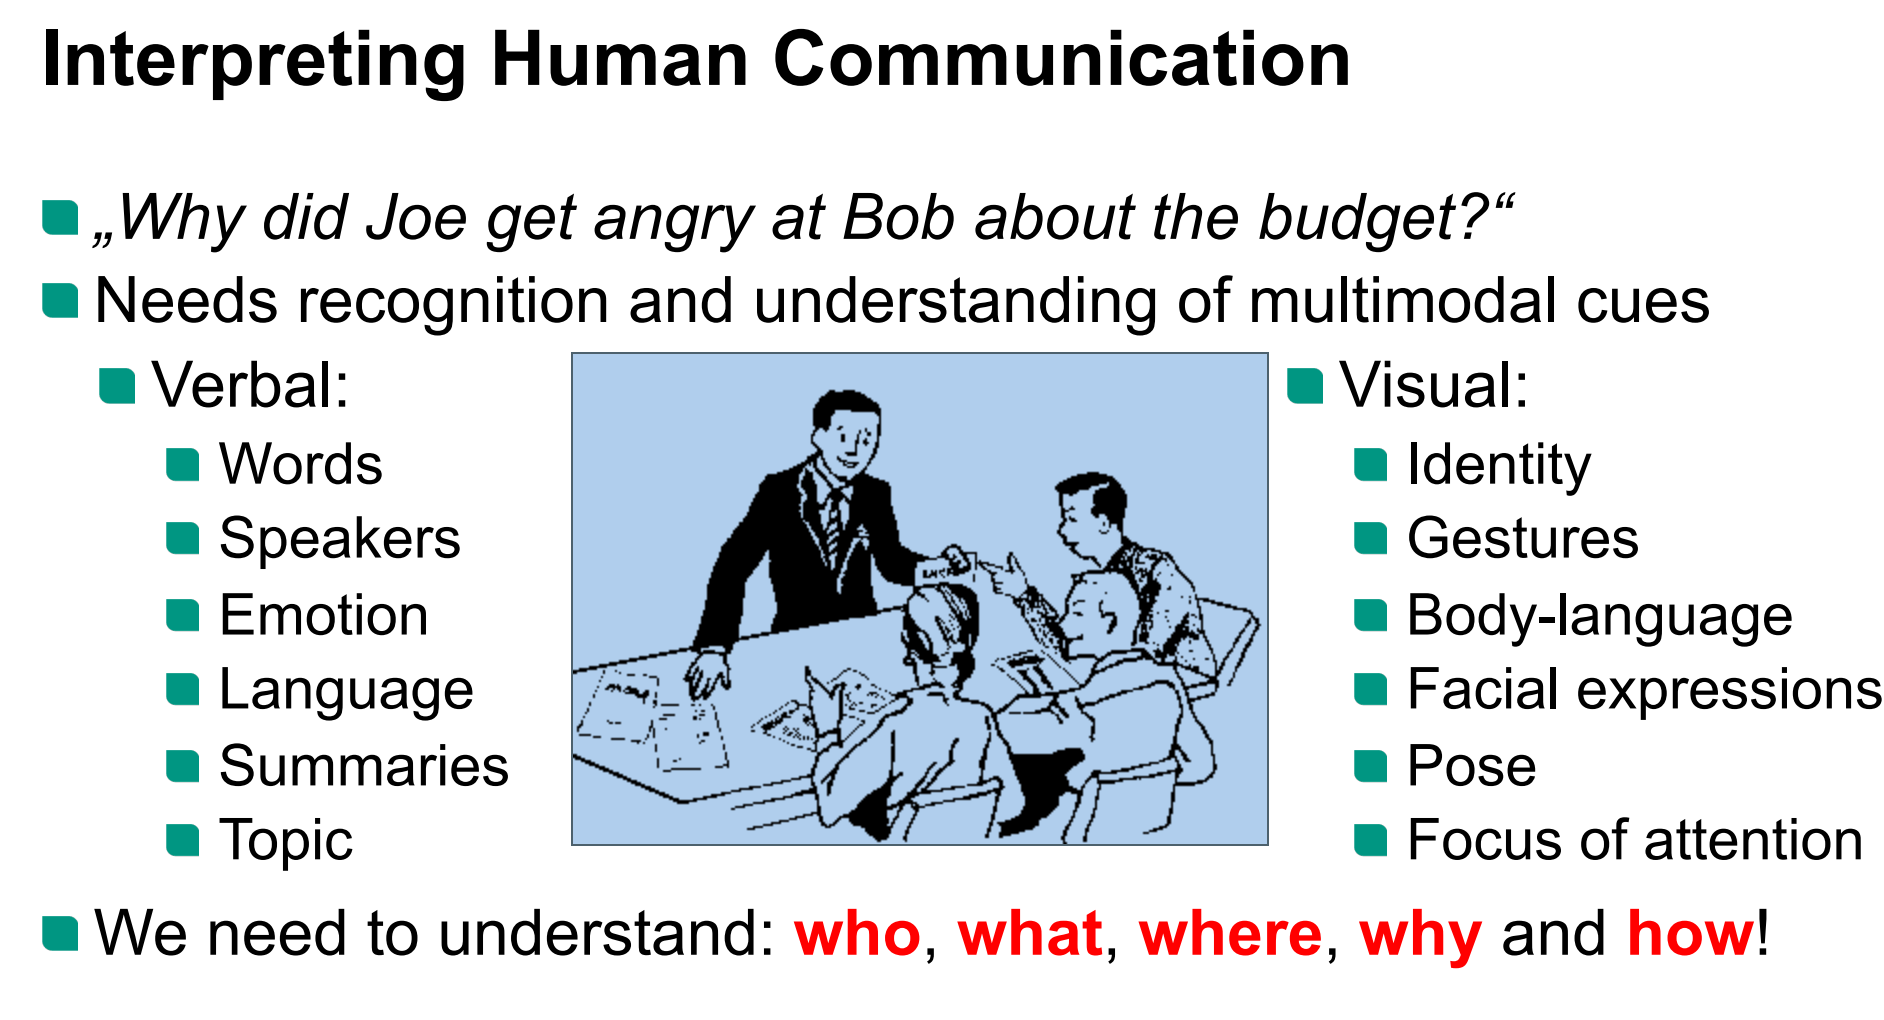 Interpreting Human Communication
„Why did Joe get angry at Bob about the budget?“
Needs recognition and understanding of multimodal cues
Verbal:
Words
Speakers
Emotion
Language
Summaries
Topic
Visual:
Identity
Gestures
Body-language
Facial expressions
Pose
Focus of attention
We need to understand: who, what, where, why and how!